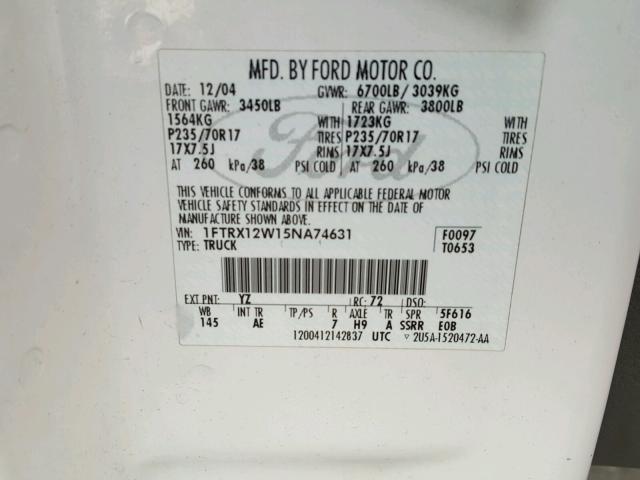 MFD. BY FORD MOTOR CO.
DATE: 12/04 GVWR: 6700LB/ 3039KG
FRONT GAWR: 3450LB REAR GAWR: 3800LB
1564KG WITH 1723KG WITH
P235/70R17 TIRES P235/70R17 TIRES
17X7.5J RIMS 17X7.5J RIMS
AT 260 kPa/38 PSI COLD AT 260 kPa/38 PSI COLD
Ford
THIS VEHICLE CONFORMS TO ALL APPLICABLE FEDERAL MOTOR
VEHICLE SAFETY STANDARDS IN EFFECT ON THE DATE OF
MANUFACTURE SHOWN ABOVE.
VIN: 1FTRX12W15NA74631 F0097
TYPE: TRUCK T0653
EXT PNT: YZ RC: 72 DSO:
WB INT TR TP/PS R AXLE TR SPR 5F616
145 AE 7 H9 A SSRR EOB
1200412142837 UTC ▽ 2U5A-1520472-AA